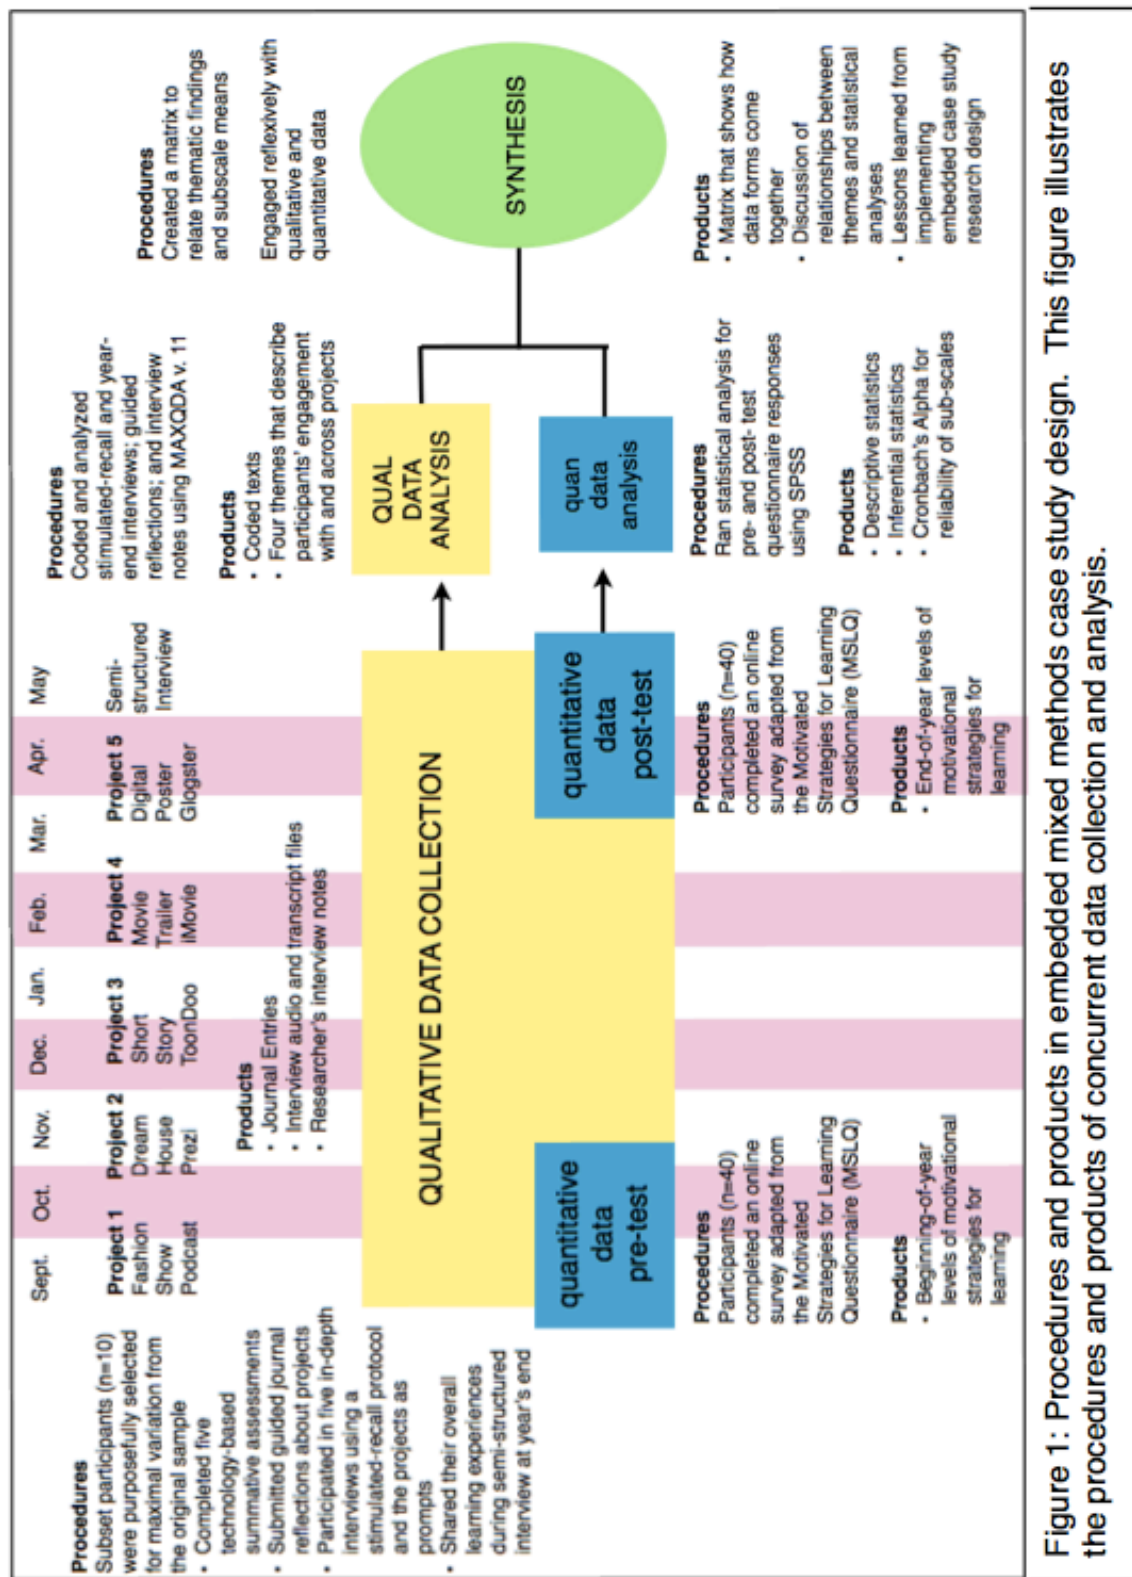 Procedures
Subset participants (n=10)
were purposefully selected
for maximal variation from
the original sample
• Completed five
technology-based
summative assessments
• Submitted guided journal
reflections about projects
• Participated in five in-depth
interviews using a
stimulated-recall protocol
and the projects as
prompts
• Shared their overall
learning experiences
during semi-structured
interview at year's end
Sept.
Oct.
Nov.
Dec.
Jan.
Feb.
Mar.
Apr.
May
Project 1
Fashion
Show
Podcast
Project 2
Dream
House
Prezi
Project 3
Short
Story
ToonDoo
Project 4
Movie
Trailer
iMovie
Project 5
Digital
Poster
Glogster
Semi-
structured
Interview
Products
• Journal Entries
• Interview audio and transcript files
• Researcher's interview notes
QUALITATIVE DATA COLLECTION
quantitative
data
pre-test
quantitative
data
post-test
Procedures
Participants (n=40)
completed an online
survey adapted from
the Motivated
Strategies for Learning
Questionnaire (MSLQ)
Products
• Beginning-of-year
levels of motivational
strategies for
learning
Procedures
Participants (n=40)
completed an online
survey adapted from
the Motivated
Strategies for Learning
Questionnaire (MSLQ)
Products
• End-of-year levels of
motivational
strategies for
learning
Procedures
Coded and analyzed
stimulated-recall and year-
end interviews; guided
reflections; and interview
notes using MAXQDA v. 11
Products
• Coded texts
• Four themes that describe
participants' engagement
with and across projects
QUAL
DATA
ANALYSIS
quan
data
analysis
Procedures
Ran statistical analysis for
pre- and post- test
questionnaire responses
using SPSS
Products
• Descriptive statistics
• Inferential statistics
• Cronbach's Alpha for
reliability of sub-scales
Procedures
Created a matrix to
relate thematic findings
and subscale means
Engaged reflexively with
qualitative and
quantitative data
SYNTHESIS
Products
• Matrix that shows how
data forms come
together
• Discussion of
relationships between
themes and statistical
analyses
• Lessons learned from
implementing
embedded case study
research design
Figure 1: Procedures and products in embedded mixed methods case study design. This figure illustrates
the procedures and products of concurrent data collection and analysis.